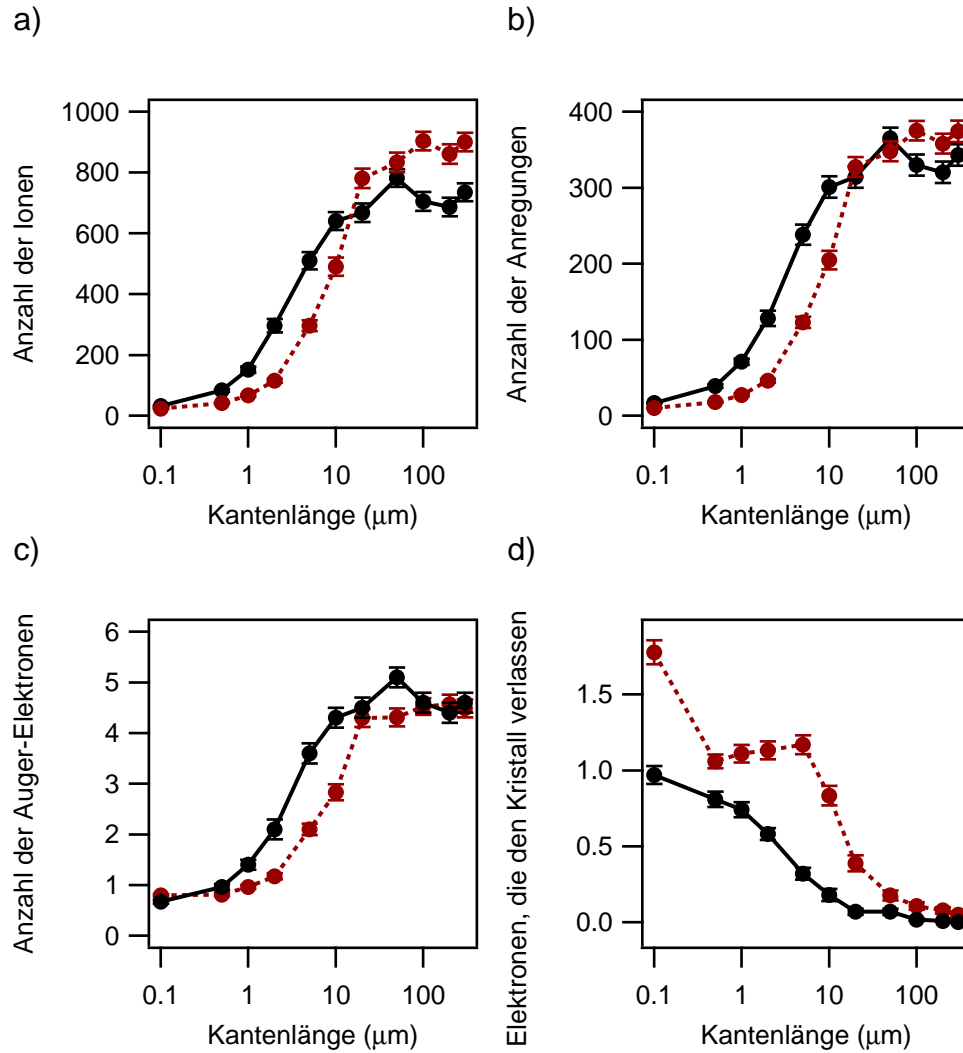 a)
Anzahl der Ionen
1000
800
600
400
200
0
0.1 1 10 100
Kantenlänge (μm)
b)
Anzahl der Anregungen
400
300
200
100
0
0.1 1 10 100
Kantenlänge (μm)
c)
Anzahl der Auger-Elektronen
6
5
4
3
2
1
0
0.1 1 10 100
Kantenlänge (μm)
d)
Elektronen, die den Kristall verlassen
1.5
1.0
0.5
0.0
0.1 1 10 100
Kantenlänge (μm)